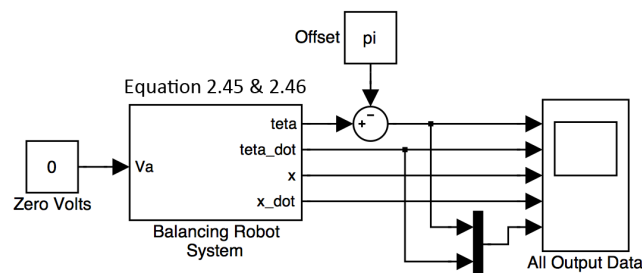 Offset
pi
Equation 2.45 & 2.46
teta
+
−
teta_dot
0
Va
x
x_dot
Zero Volts
Balancing Robot
System
All Output Data